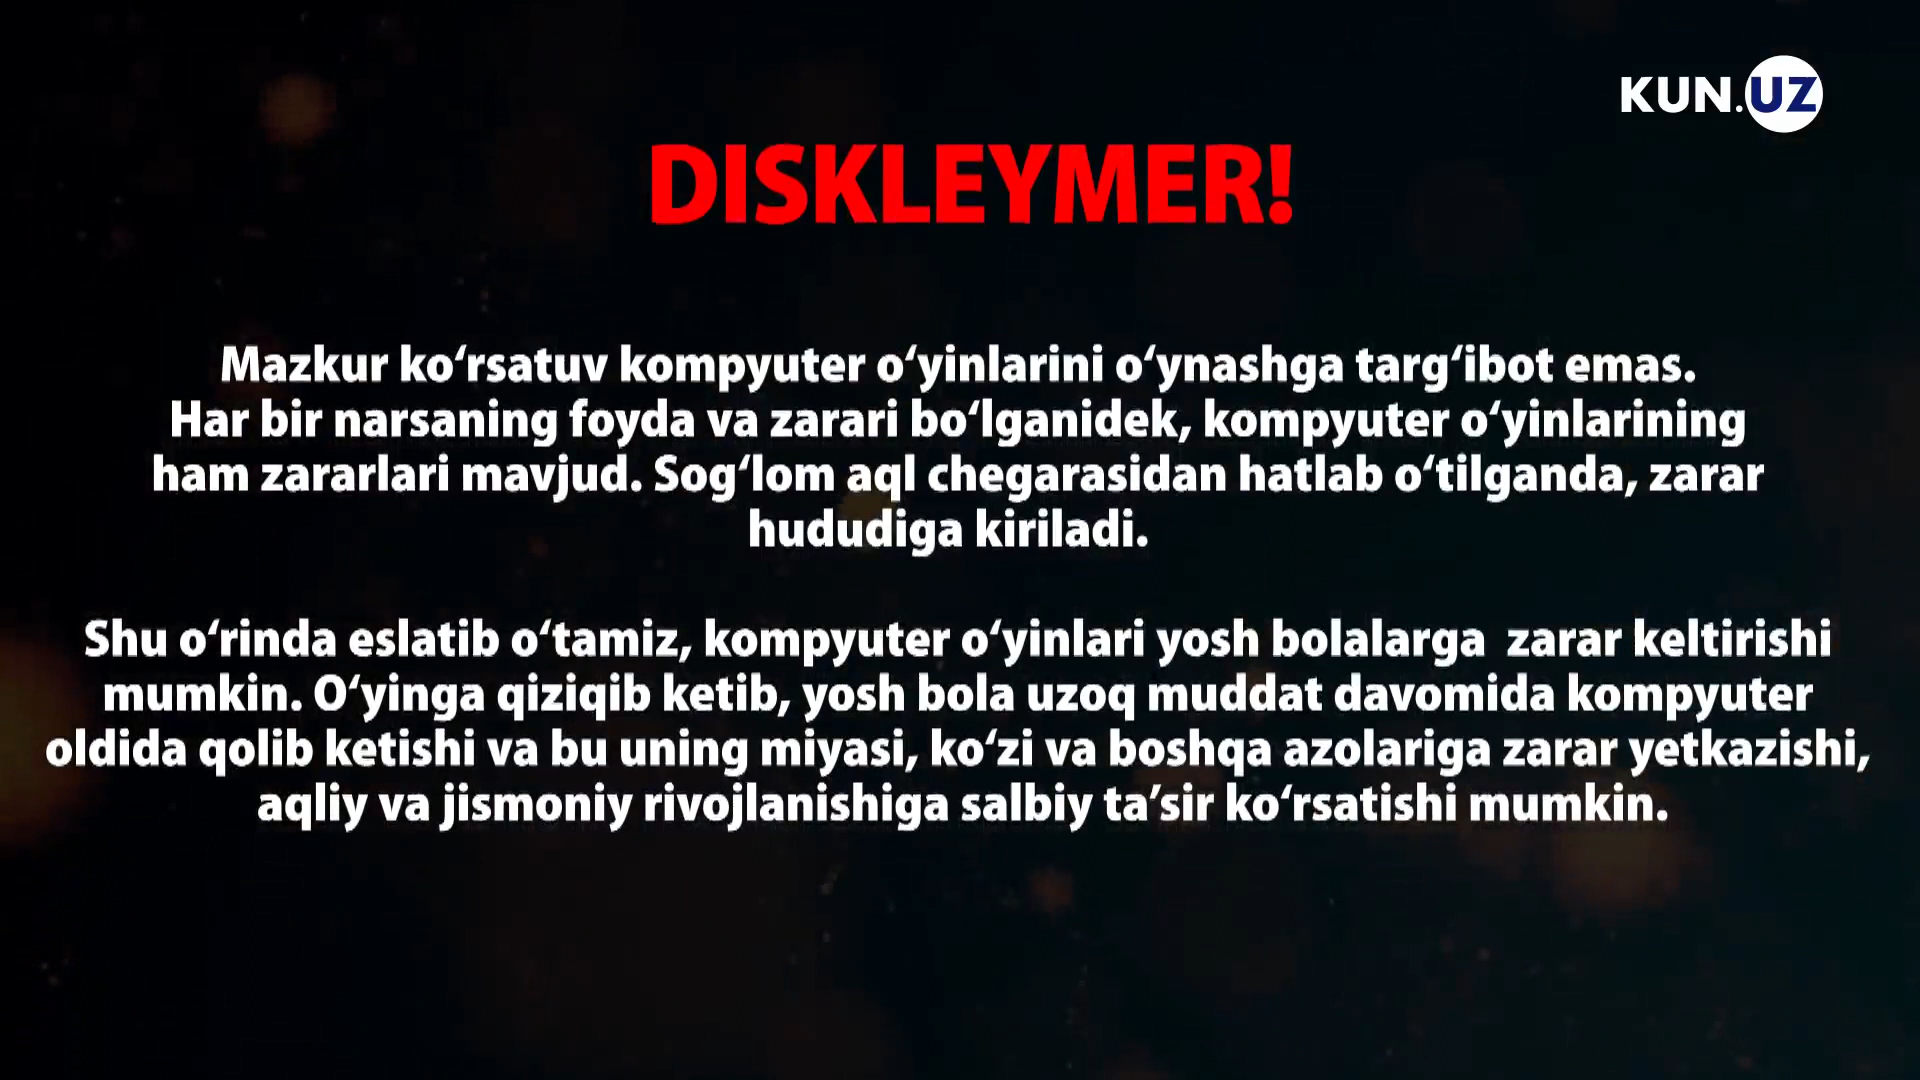 KUN.UZ
DISKLEYMER!
Mazkur ko‘rsatuv kompyuter o‘yinlarini o‘ynashga targ‘ibot emas.
Har bir narsaning foyda va zarari bo‘lganidek, kompyuter o‘yinlarining
ham zararlari mavjud. Sog‘lom aql chegarasidan hatlab o‘tilganda, zarar
hududiga kiriladi.
Shu o‘rinda eslatib o‘tamiz, kompyuter o‘yinlari yosh bolalarga zarar keltirishi
mumkin. O‘yinga qiziqib ketib, yosh bola uzoq muddat davomida kompyuter
oldida qolib ketishi va bu uning miyasi, ko‘zi va boshqa azolariga zarar yetkazishi,
aqliy va jismoniy rivojlanishiga salbiy ta’sir ko‘rsatishi mumkin.